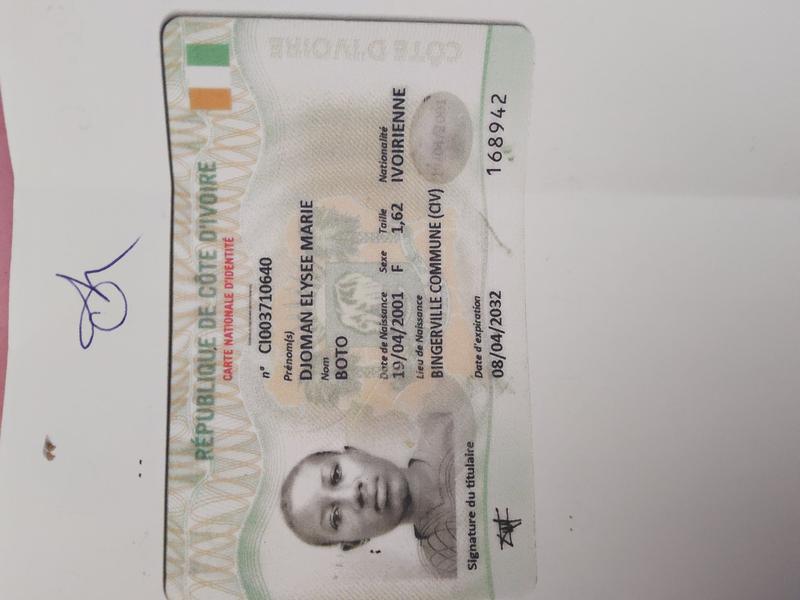 RÉPUBLIQUE DE CÔTE D'IVOIRE
CARTE NATIONALE D'IDENTITÉ
n° CI003710640
Prénom(s)
DJOMAN ELYSEE MARIE
Nom
BOTO
Date de Naissance Sexe Taille Nationalité
19/04/2001 F 1,62 IVOIRIENNE
Lieu de Naissance
BINGERVILLE COMMUNE (CIV)
Date d'expiration
08/04/2032
168942
Signature du titulaire
CÔTE D'IVOIRE